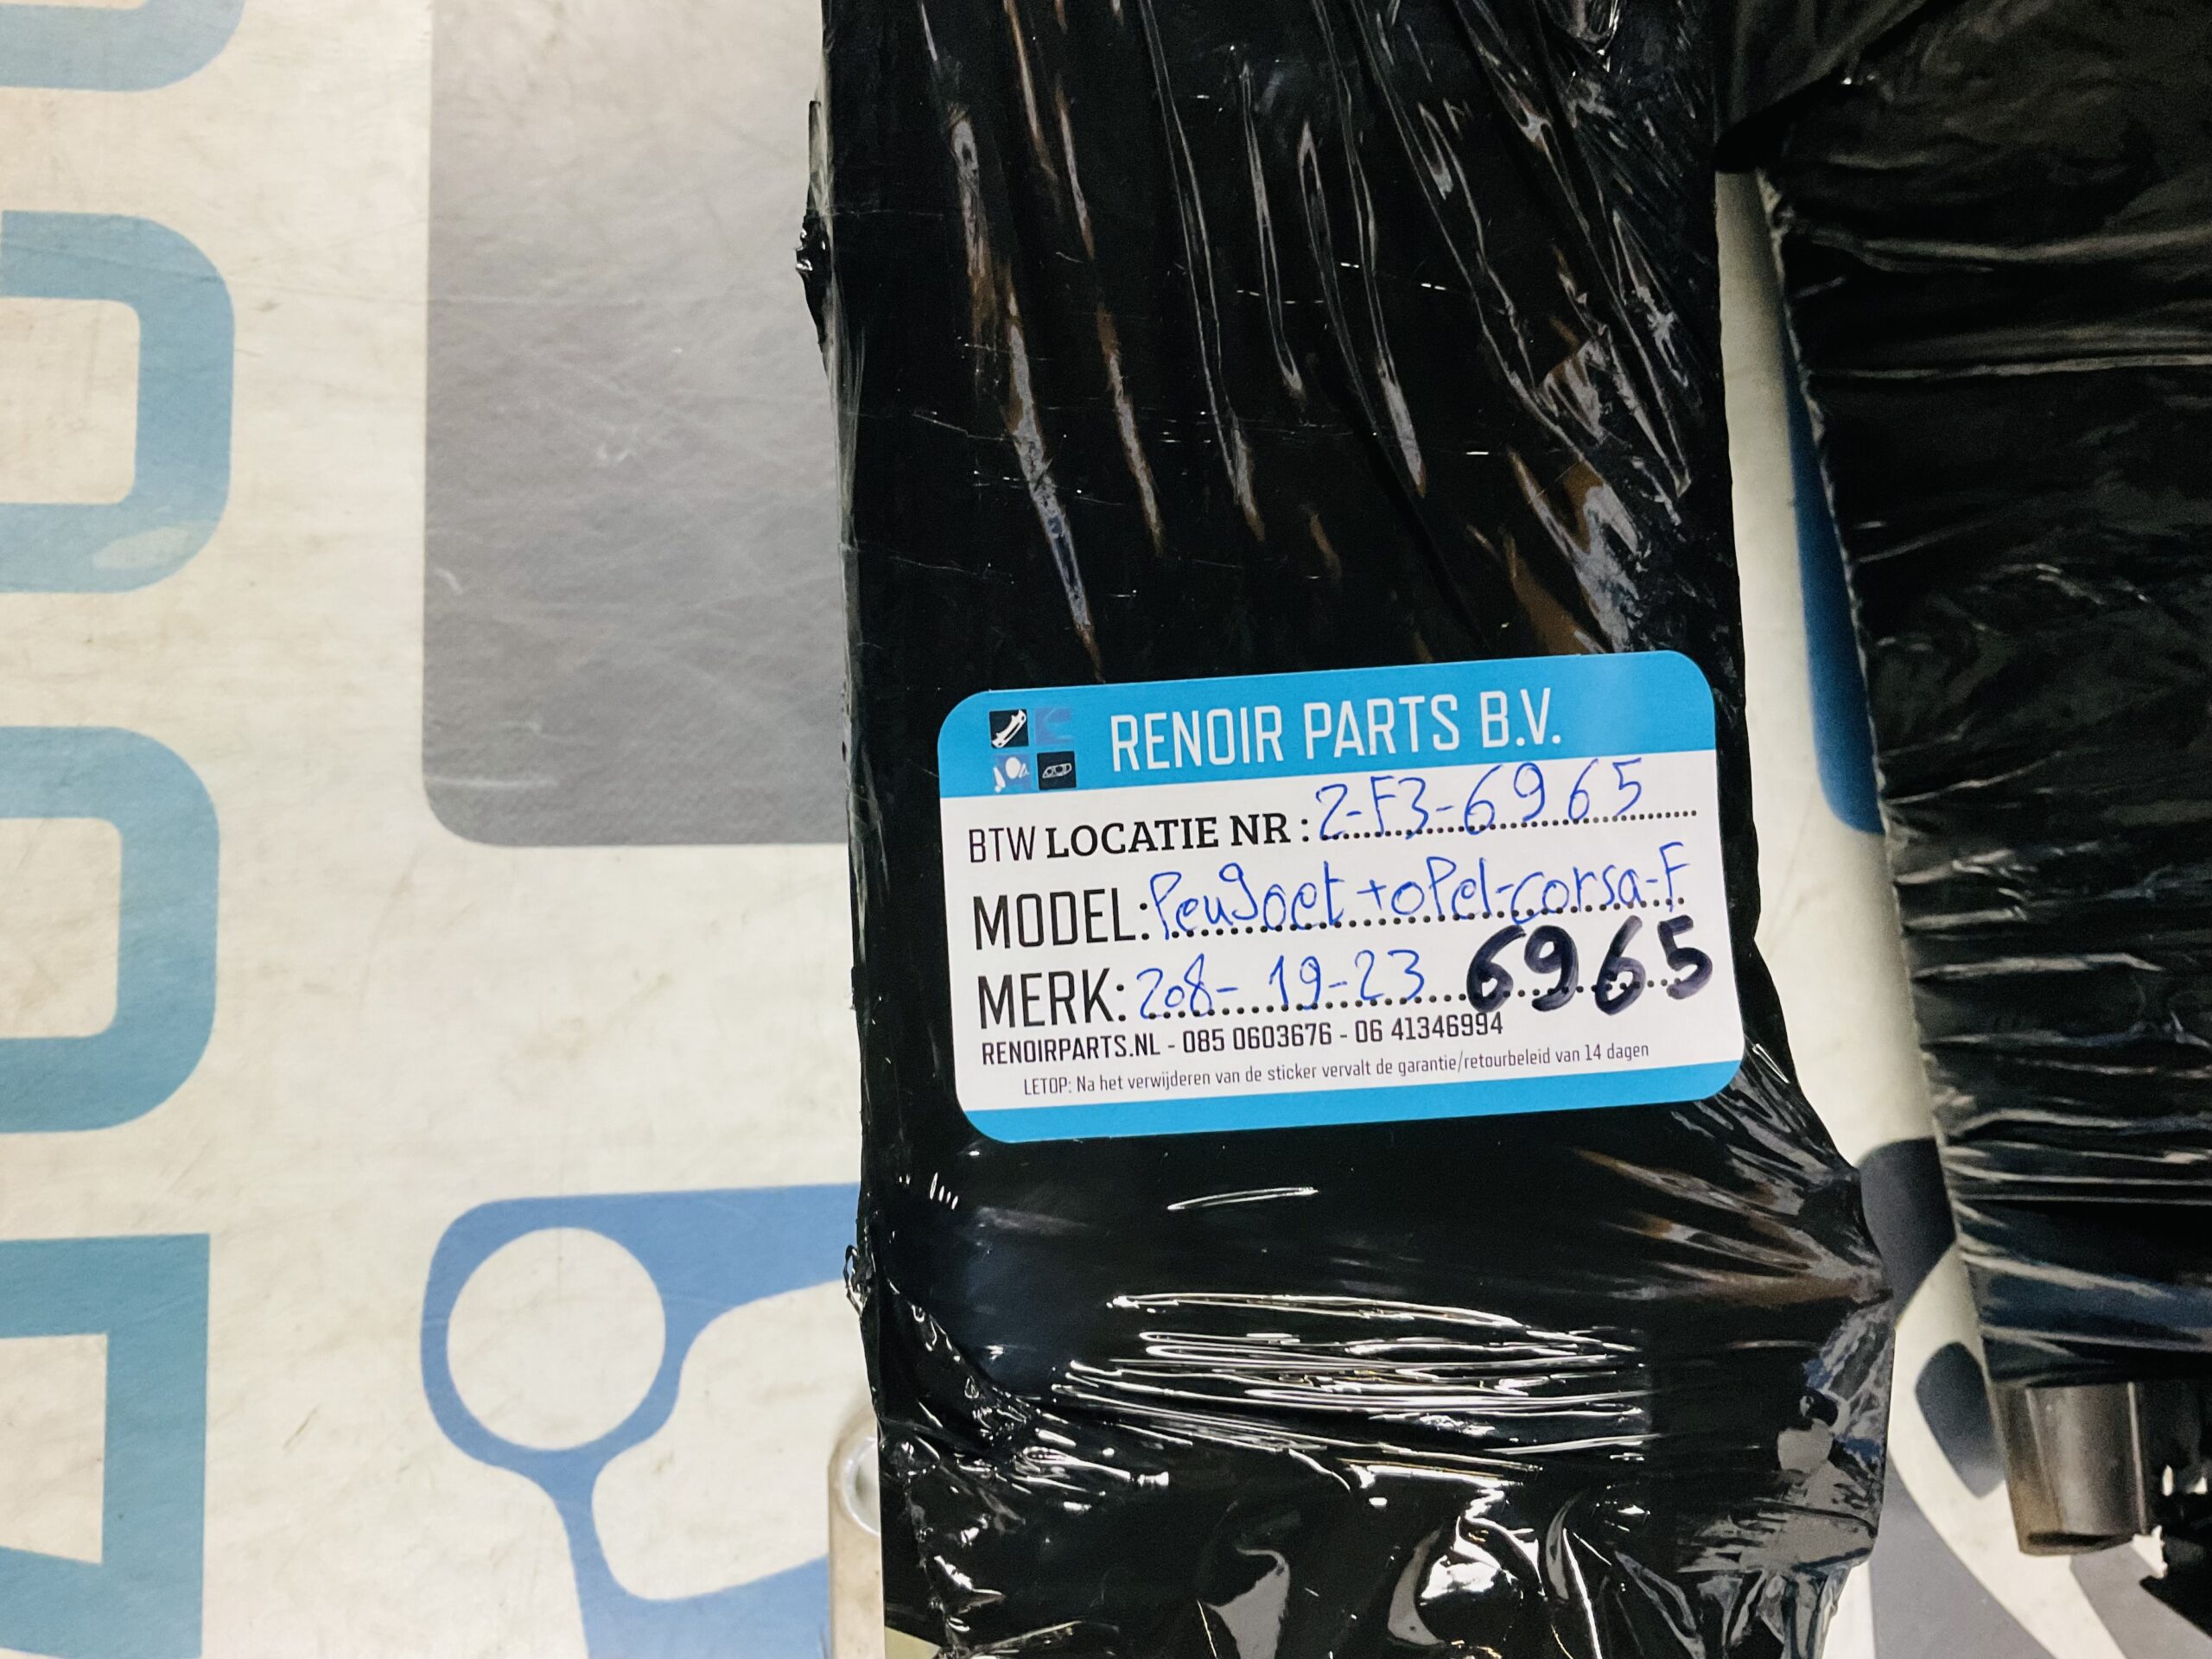 RENOIR PARTS B.V.
BTW LOCATIE NR : 2-F3-6965
MODEL: Peugoet + oPel-corsa-F
MERK: 208- 19-23 6965
RENOIRPARTS.NL - 085 0603676 - 06 41346994
LETOP: Na het verwijderen van de sticker vervalt de garantie/retourbeleid van 14 dagen